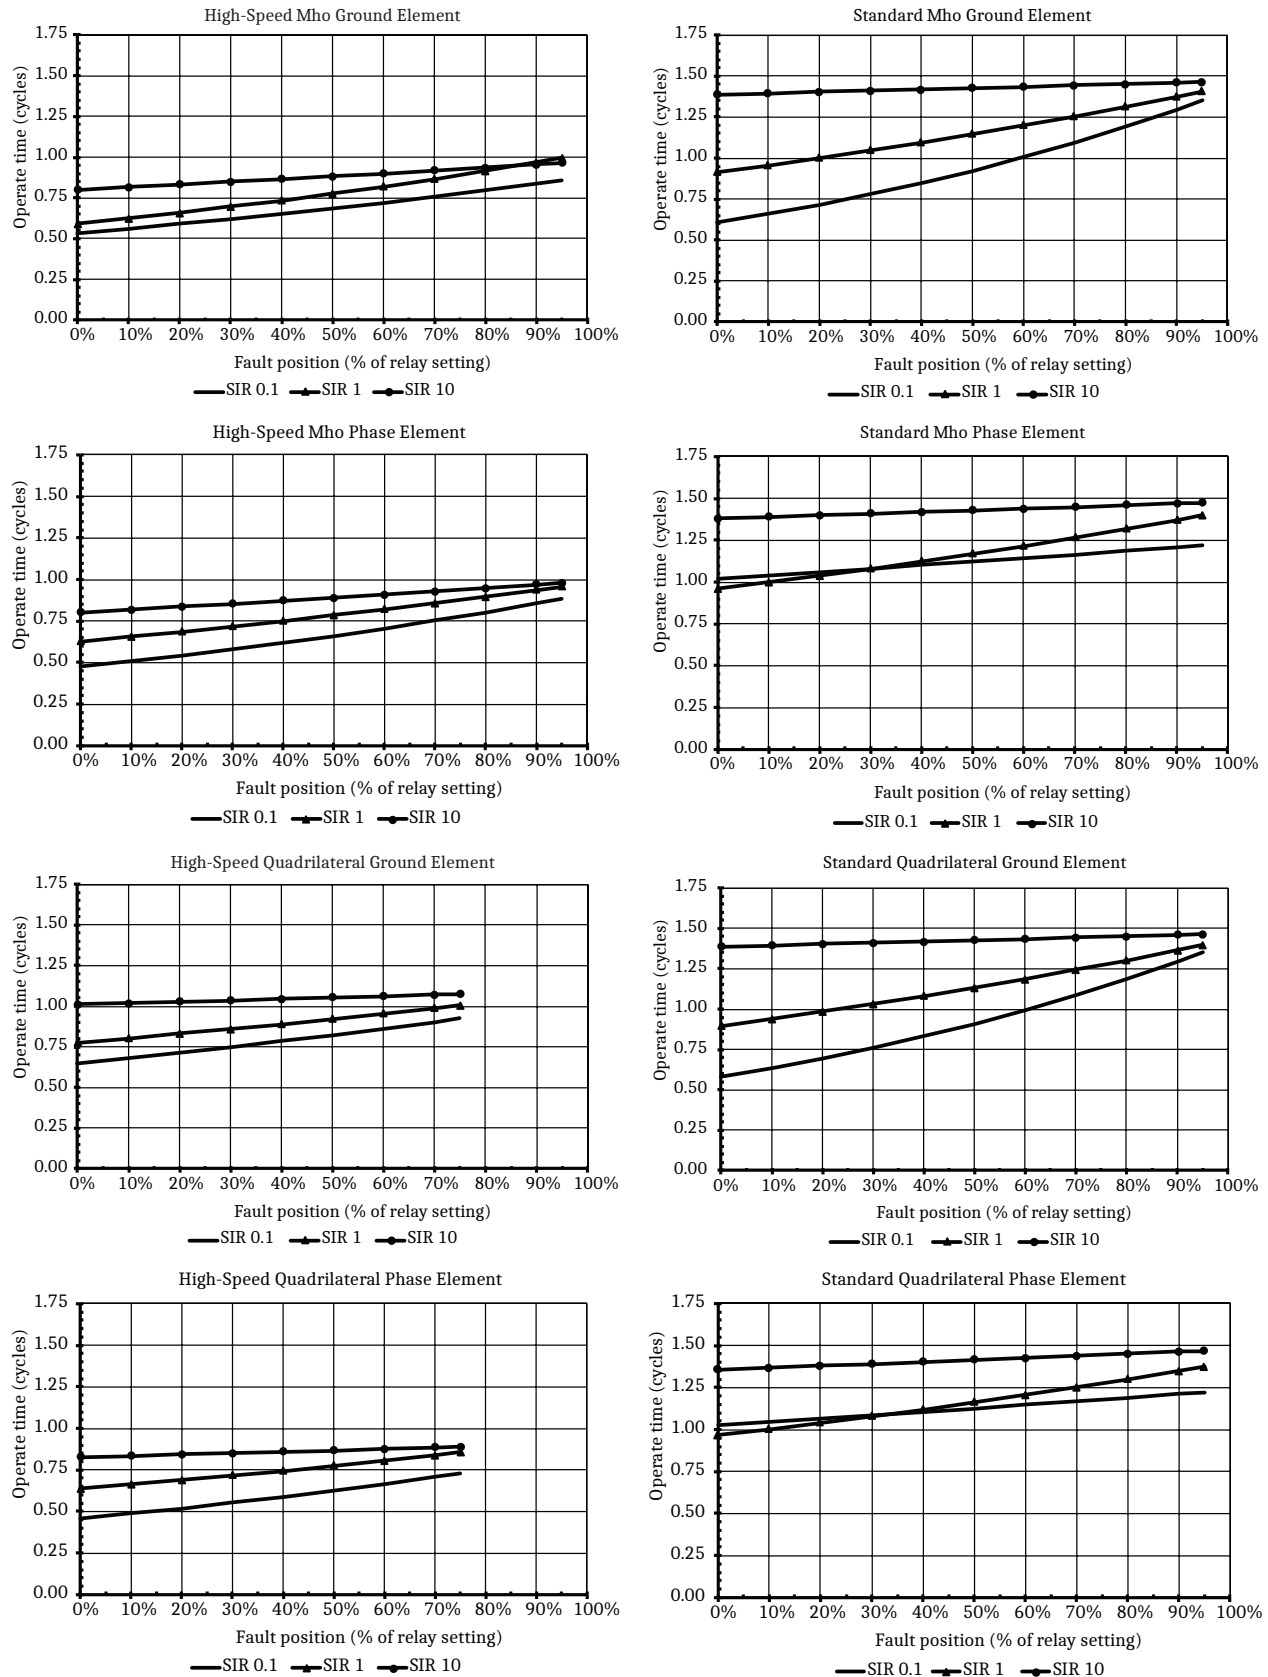 High-Speed Mho Ground Element
1.75
1.50
1.25
1.00
0.75
0.50
0.25
0.00
Operate time (cycles)
0% 10% 20% 30% 40% 50% 60% 70% 80% 90% 100%
Fault position (% of relay setting)
SIR 0.1 SIR 1 SIR 10
Standard Mho Ground Element
1.75
1.50
1.25
1.00
0.75
0.50
0.25
0.00
Operate time (cycles)
0% 10% 20% 30% 40% 50% 60% 70% 80% 90% 100%
Fault position (% of relay setting)
SIR 0.1 SIR 1 SIR 10
High-Speed Mho Phase Element
1.75
1.50
1.25
1.00
0.75
0.50
0.25
0.00
Operate time (cycles)
0% 10% 20% 30% 40% 50% 60% 70% 80% 90% 100%
Fault position (% of relay setting)
SIR 0.1 SIR 1 SIR 10
Standard Mho Phase Element
1.75
1.50
1.25
1.00
0.75
0.50
0.25
0.00
Operate time (cycles)
0% 10% 20% 30% 40% 50% 60% 70% 80% 90% 100%
Fault position (% of relay setting)
SIR 0.1 SIR 1 SIR 10
High-Speed Quadrilateral Ground Element
1.75
1.50
1.25
1.00
0.75
0.50
0.25
0.00
Operate time (cycles)
0% 10% 20% 30% 40% 50% 60% 70% 80% 90% 100%
Fault position (% of relay setting)
SIR 0.1 SIR 1 SIR 10
Standard Quadrilateral Ground Element
1.75
1.50
1.25
1.00
0.75
0.50
0.25
0.00
Operate time (cycles)
0% 10% 20% 30% 40% 50% 60% 70% 80% 90% 100%
Fault position (% of relay setting)
SIR 0.1 SIR 1 SIR 10
High-Speed Quadrilateral Phase Element
1.75
1.50
1.25
1.00
0.75
0.50
0.25
0.00
Operate time (cycles)
0% 10% 20% 30% 40% 50% 60% 70% 80% 90% 100%
Fault position (% of relay setting)
SIR 0.1 SIR 1 SIR 10
Standard Quadrilateral Phase Element
1.75
1.50
1.25
1.00
0.75
0.50
0.25
0.00
Operate time (cycles)
0% 10% 20% 30% 40% 50% 60% 70% 80% 90% 100%
Fault position (% of relay setting)
SIR 0.1 SIR 1 SIR 10